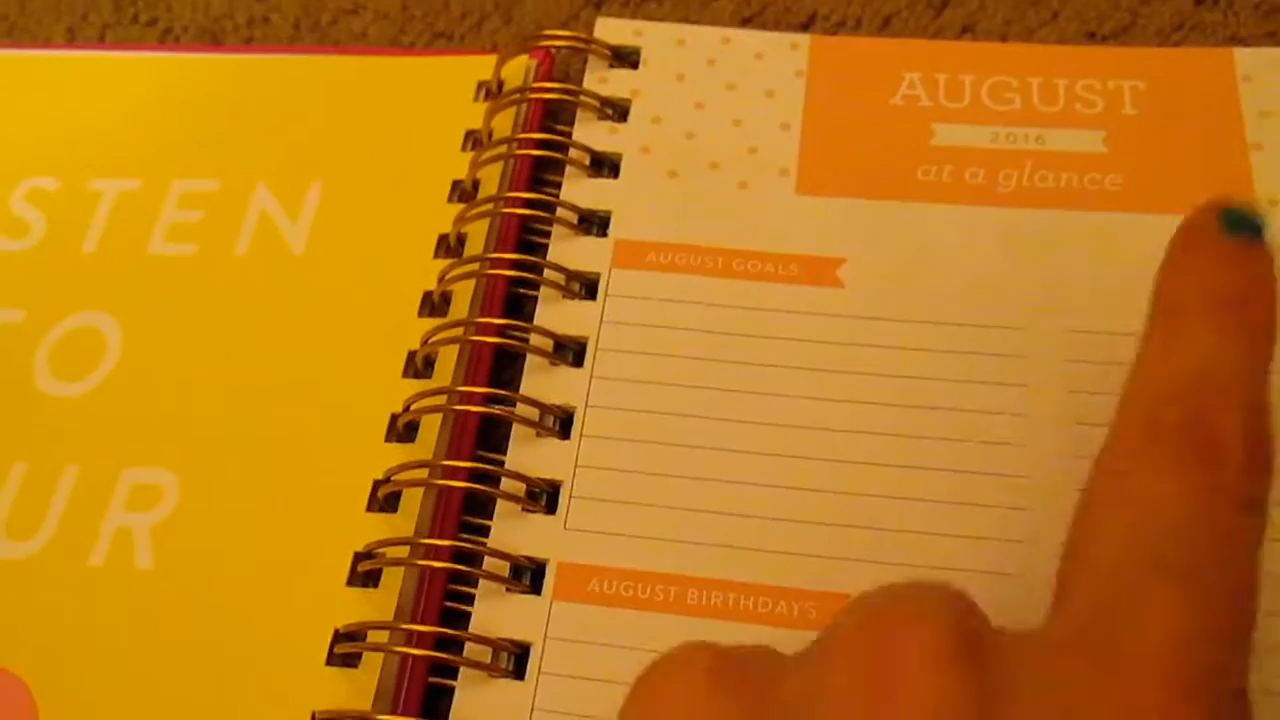 STEN
TO
UR
AUGUST
2016
at a glance
AUGUST GOALS
AUGUST BIRTHDAYS